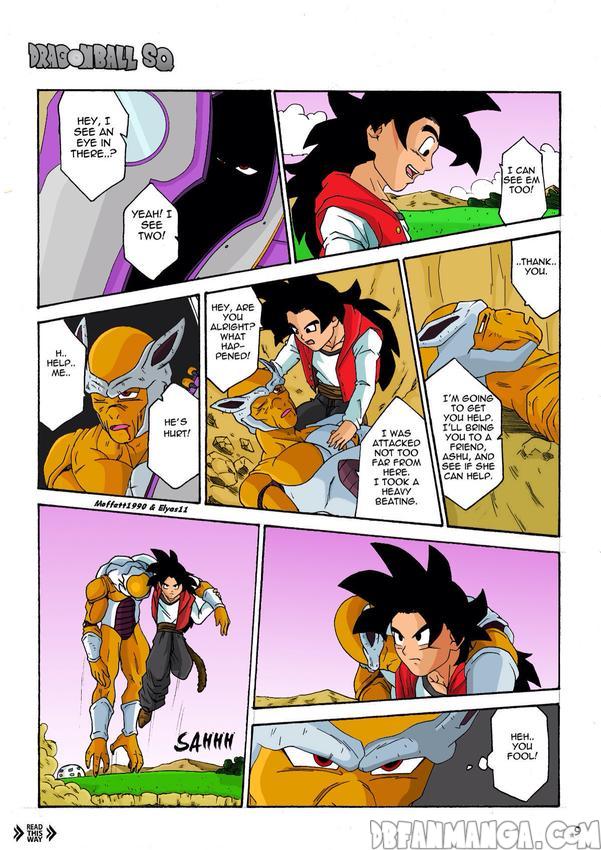 DRAGONBALL SQ
HEY, I
SEE AN
EYE IN
THERE..?
YEAH! I
SEE
TWO!
I CAN
SEE EM
TOO!
H..
HELP..
ME..
HE'S
HURT!
HEY, ARE
YOU
ALRIGHT?
WHAT
HAP-
PENED!
I WAS
ATTACKED
NOT TOO
FAR FROM
HERE.
I TOOK A
HEAVY
BEATING.
..THANK..
YOU.
I'M GOING
TO GET
YOU HELP.
I'LL BRING
YOU TO A
FRIEND,
ASHU, AND
SEE IF SHE
CAN HELP.
Moffett1990 & Elyas11
SAHHH
HEH..
YOU
FOOL!
READ
THIS
WAY
9
DBFANMANGA.COM